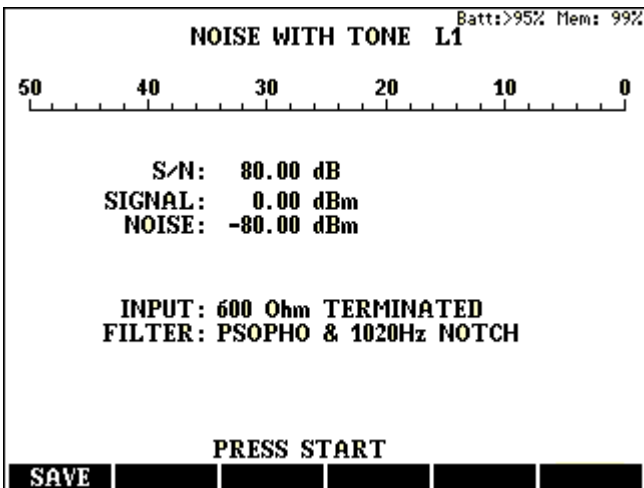 Batt:>95% Mem: 99%
NOISE WITH TONE L1
50 40 30 20 10 0
S/N: 80.00 dB
SIGNAL: 0.00 dBm
NOISE: -80.00 dBm
INPUT: 600 Ohm TERMINATED
FILTER: PSOPHO & 1020Hz NOTCH
PRESS START
SAVE